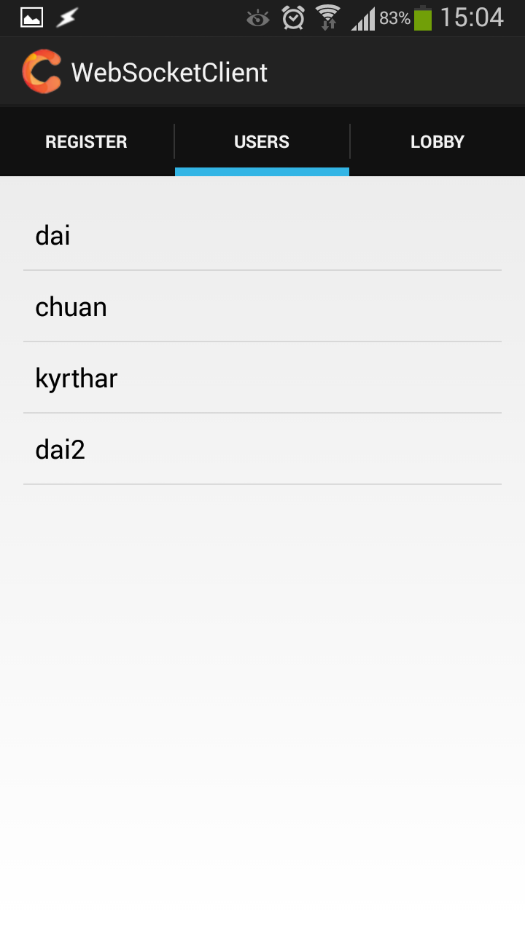 83% 15:04
WebSocketClient
REGISTER USERS LOBBY
dai
chuan
kyrthar
dai2